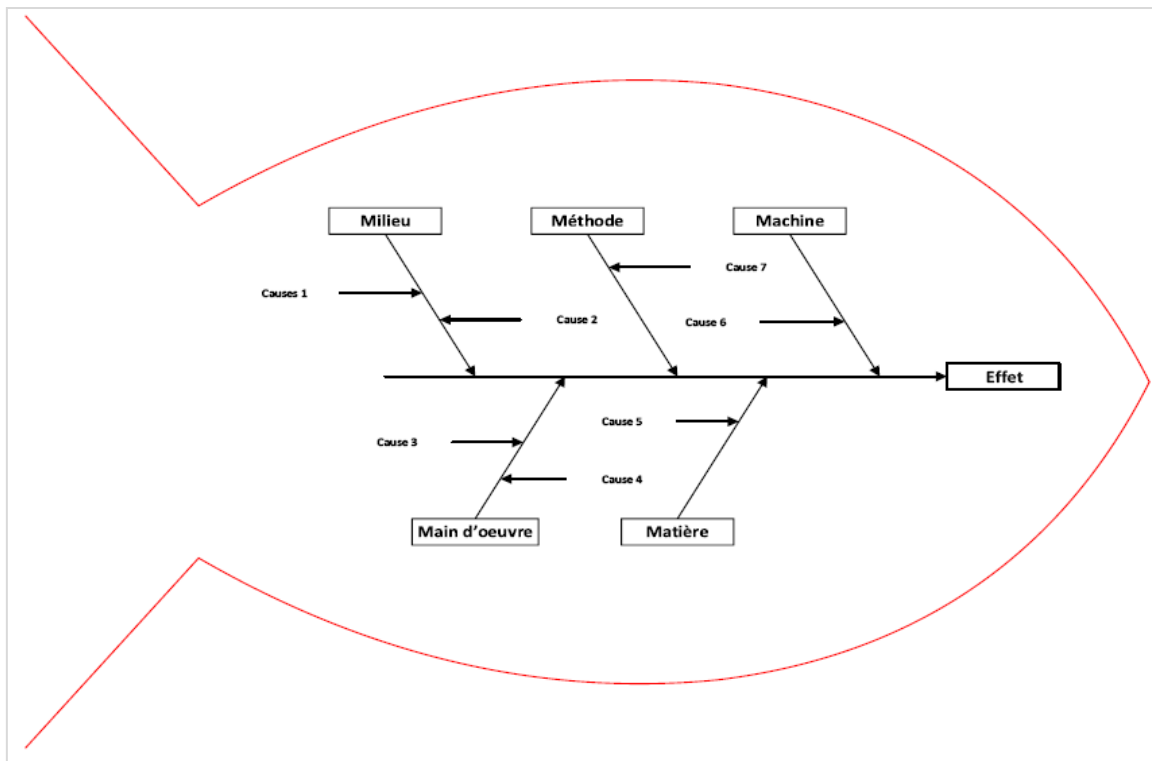 Milieu
Méthode
Machine
Cause 7
Causes 1
Cause 2
Cause 6
Effet
Cause 5
Cause 3
Cause 4
Main d'oeuvre
Matière